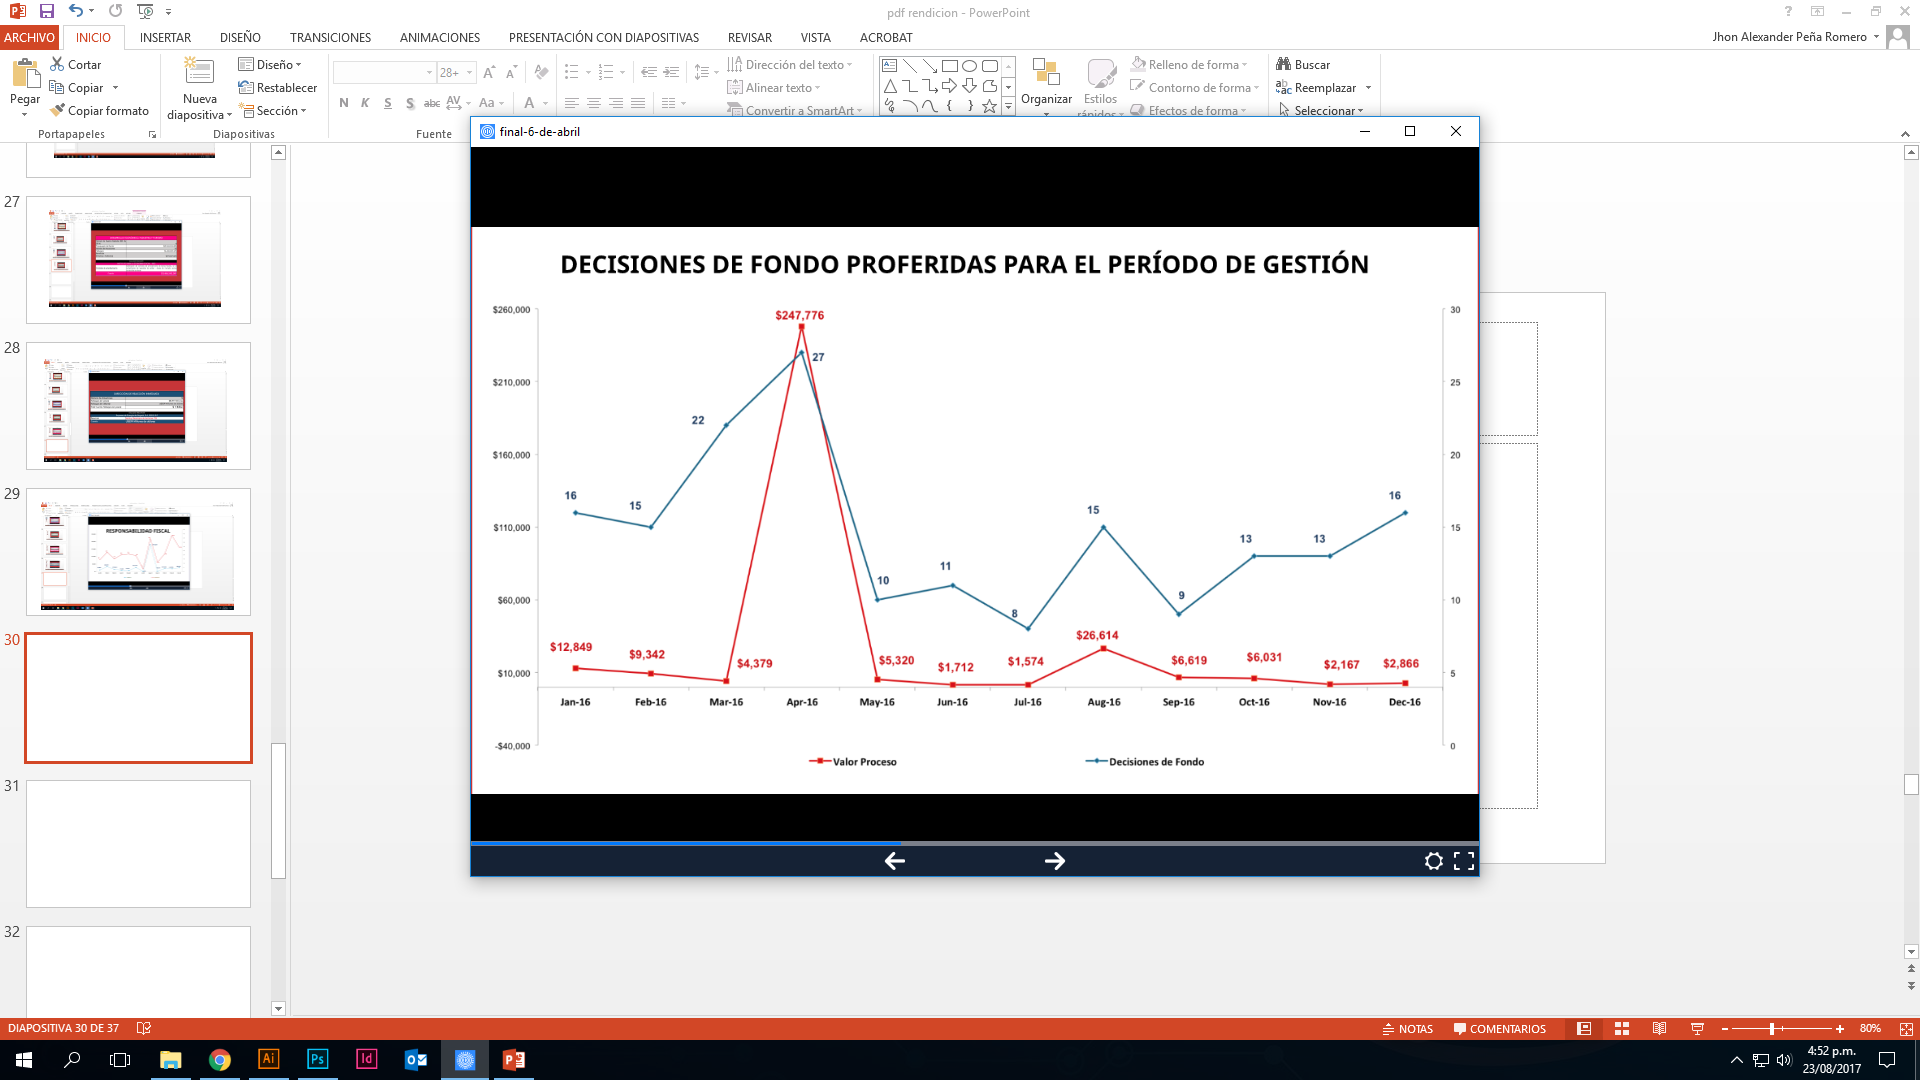 pdf rendicion - PowerPoint
ARCHIVO INICIO INSERTAR DISEÑO TRANSICIONES ANIMACIONES PRESENTACIÓN CON DIAPOSITIVAS REVISAR VISTA ACROBAT Jhon Alexander Peña Romero
Pegar
Cortar
Copiar
Copiar formato
Portapapeles
Nueva
diapositiva
Diseño
Restablecer
Sección
Diapositivas
28+
N K S S abc AV Aa A
Fuente
Dirección del texto
Alinear texto
Convertir a SmartArt
Organizar
Estilos
rápidos
Relleno de forma
Contorno de forma
Efectos de forma
Buscar
Reemplazar
Seleccionar
27
28
29
RESPONSABILIDAD FISCAL
30
31
32
final-6-de-abril
DECISIONES DE FONDO PROFERIDAS PARA EL PERÍODO DE GESTIÓN
$260,000
$210,000
$160,000
$110,000
$60,000
$10,000
-$40,000
30
25
20
15
10
5
0
16
15
22
27
10
11
8
15
9
13
13
16
$12,849
$9,342
$4,379
$247,776
$5,320
$1,712
$1,574
$26,614
$6,619
$6,031
$2,167
$2,866
Jan-16 Feb-16 Mar-16 Apr-16 May-16 Jun-16 Jul-16 Aug-16 Sep-16 Oct-16 Nov-16 Dec-16
Valor Proceso Decisiones de Fondo
DIAPOSITIVA 30 DE 37 NOTAS COMENTARIOS 80%
Ai Ps Id
4:52 p.m.
23/08/2017